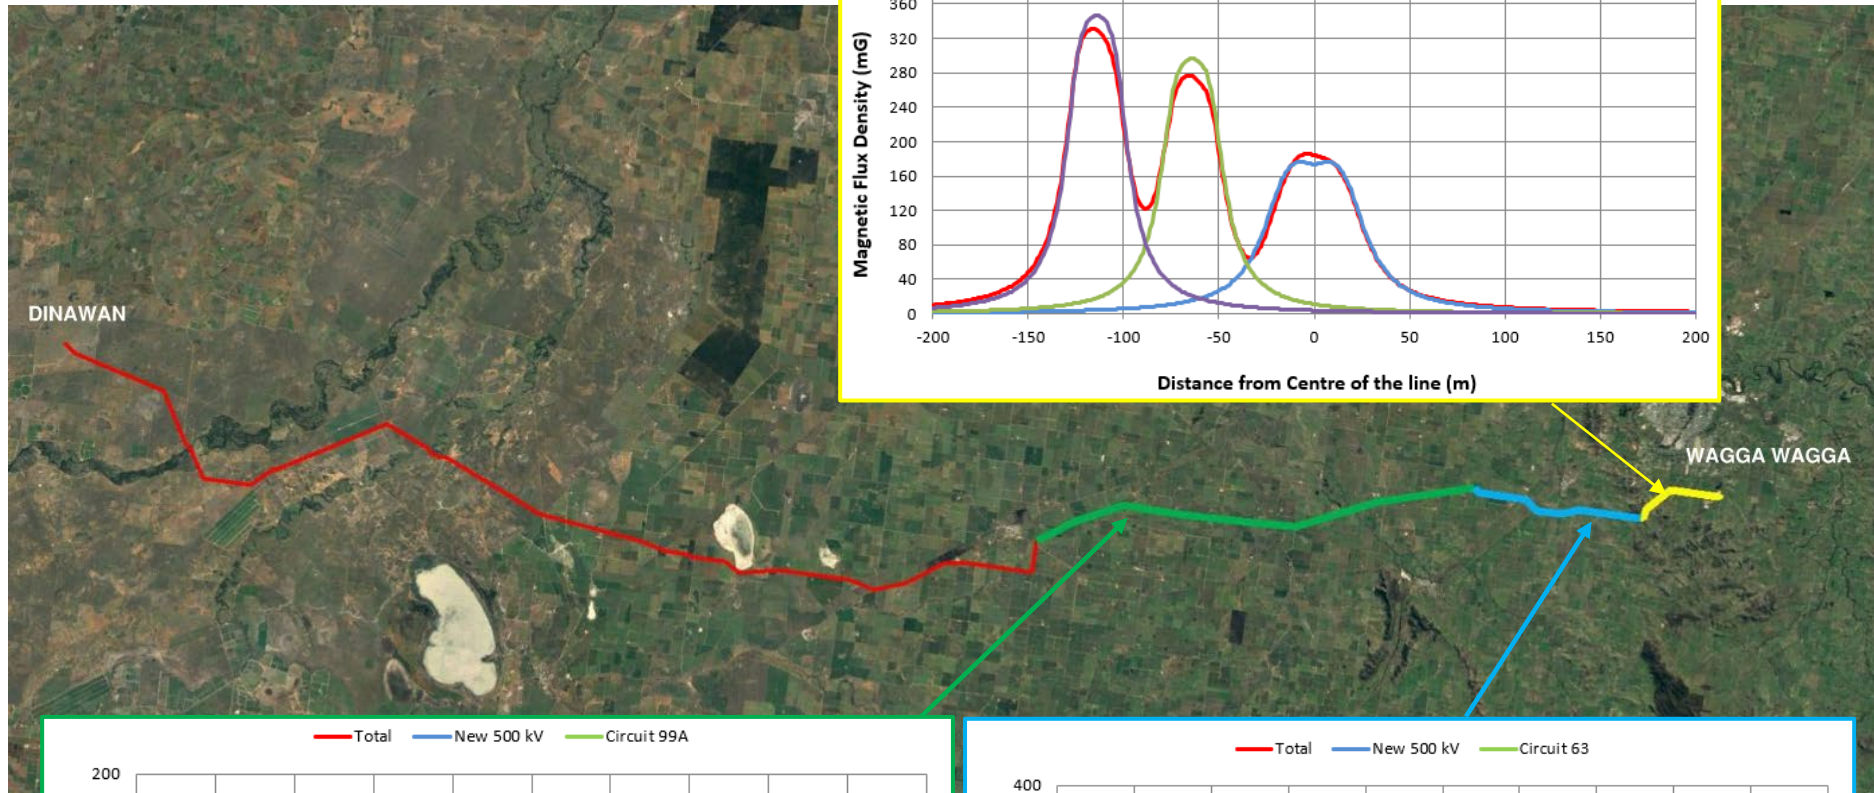 360
320
280
240
200
160
120
80
40
0
Magnetic Flux Density (mG)
-200 -150 -100 -50 0 50 100 150 200
Distance from Centre of the line (m)
DINAWAN
WAGGA WAGGA
Total New 500 kV Circuit 99A
200
Total New 500 kV Circuit 63
400